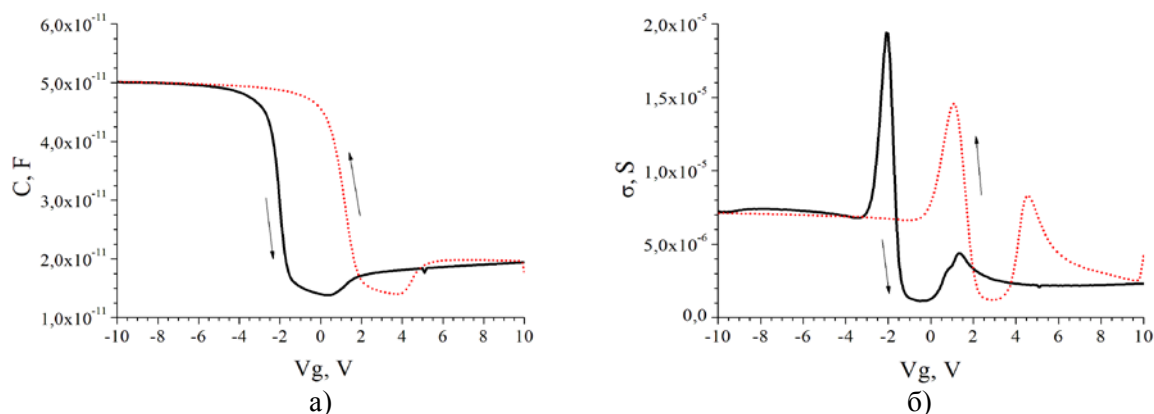 6,0x10⁻¹¹
5,0x10⁻¹¹
4,0x10⁻¹¹
3,0x10⁻¹¹
2,0x10⁻¹¹
1,0x10⁻¹¹
C, F
-10 -8 -6 -4 -2 0 2 4 6 8 10
Vg, V
а)
2,0x10⁻⁵
1,5x10⁻⁵
1,0x10⁻⁵
5,0x10⁻⁶
0,0
σ, S
-10 -8 -6 -4 -2 0 2 4 6 8 10
Vg, V
б)